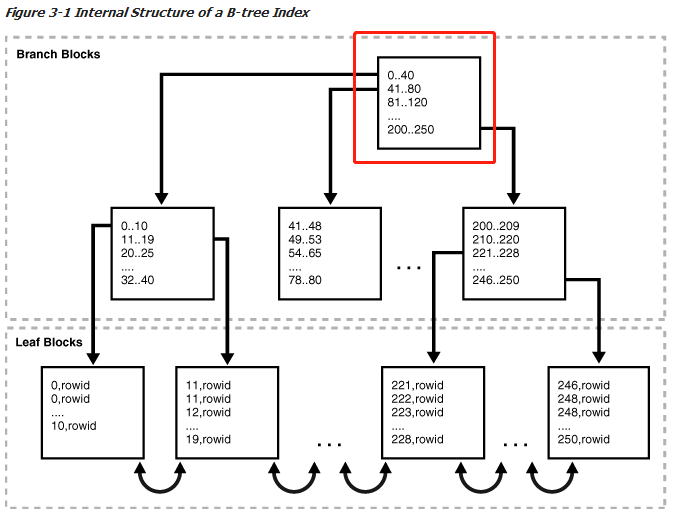 Figure 3-1 Internal Structure of a B-tree Index
Branch Blocks
0..40
41..80
81..120
....
200..250
0..10
11..19
20..25
....
32..40
41..48
49..53
54..65
....
78..80
...
200..209
210..220
221..228
....
246..250
Leaf Blocks
0,rowid
0,rowid
....
10,rowid
11,rowid
11,rowid
12,rowid
....
19,rowid
...
221,rowid
222,rowid
223,rowid
....
228,rowid
...
246,rowid
248,rowid
248,rowid
....
250,rowid